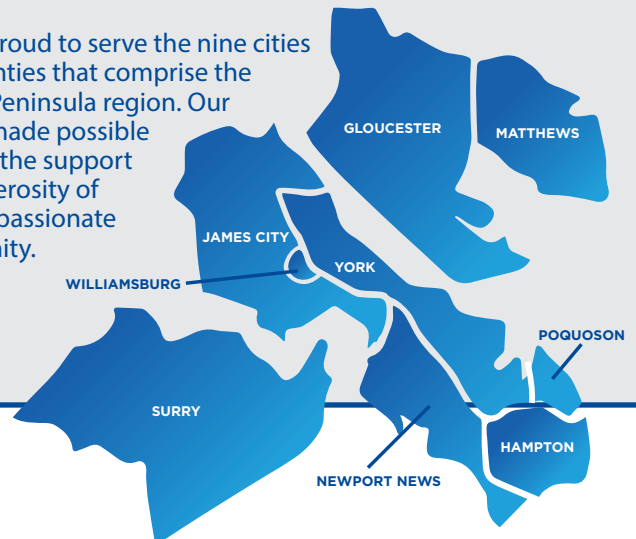 roud to serve the nine cities
nties that comprise the
Peninsula region. Our
nade possible
the support
erosity of
passionate
nity.
GLOUCESTER
MATTHEWS
JAMES CITY
YORK
WILLIAMSBURG
POQUOSON
SURRY
HAMPTON
NEWPORT NEWS